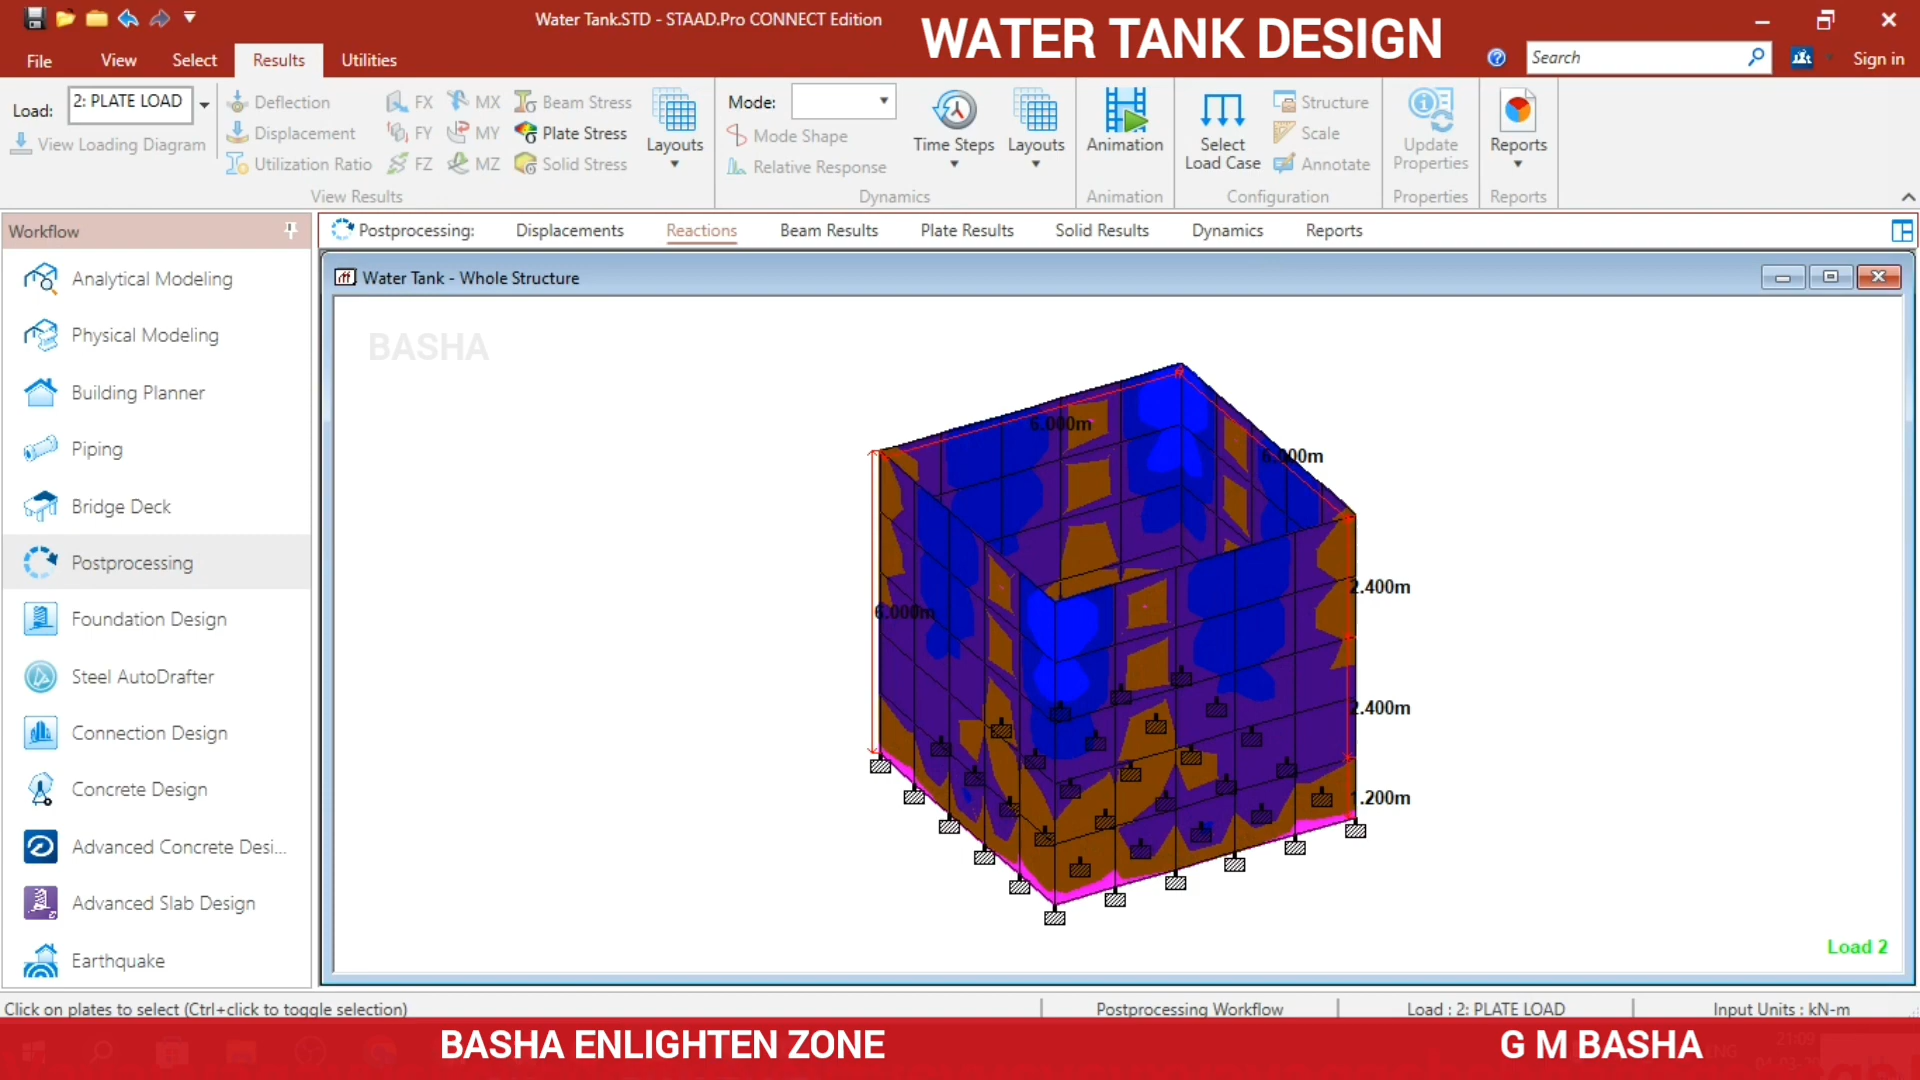 Water Tank.STD - STAAD.Pro CONNECT Edition
WATER TANK DESIGN
File View Select Results Utilities
Search
Sign in
Load: 2: PLATE LOAD
View Loading Diagram
Deflection
Displacement
Utilization Ratio
FX MX
FY MY
FZ MZ
Beam Stress
Plate Stress
Solid Stress
Layouts
View Results
Mode:
Mode Shape
Relative Response
Time Steps
Layouts
Dynamics
Animation
Animation
Select Load Case
Structure
Scale
Annotate
Configuration
Update Properties
Properties
Reports
Reports
Workflow
Analytical Modeling
Physical Modeling
Building Planner
Piping
Bridge Deck
Postprocessing
Foundation Design
Steel AutoDrafter
Connection Design
Concrete Design
Advanced Concrete Desi...
Advanced Slab Design
Earthquake
Postprocessing: Displacements Reactions Beam Results Plate Results Solid Results Dynamics Reports
Water Tank - Whole Structure
BASHA
6.000m
6.000m
2.400m
6.000m
2.400m
1.200m
Load 2
Click on plates to select (Ctrl+click to toggle selection)
Postprocessing Workflow
Load : 2: PLATE LOAD
Input Units : kN-m
BASHA ENLIGHTEN ZONE
G M BASHA